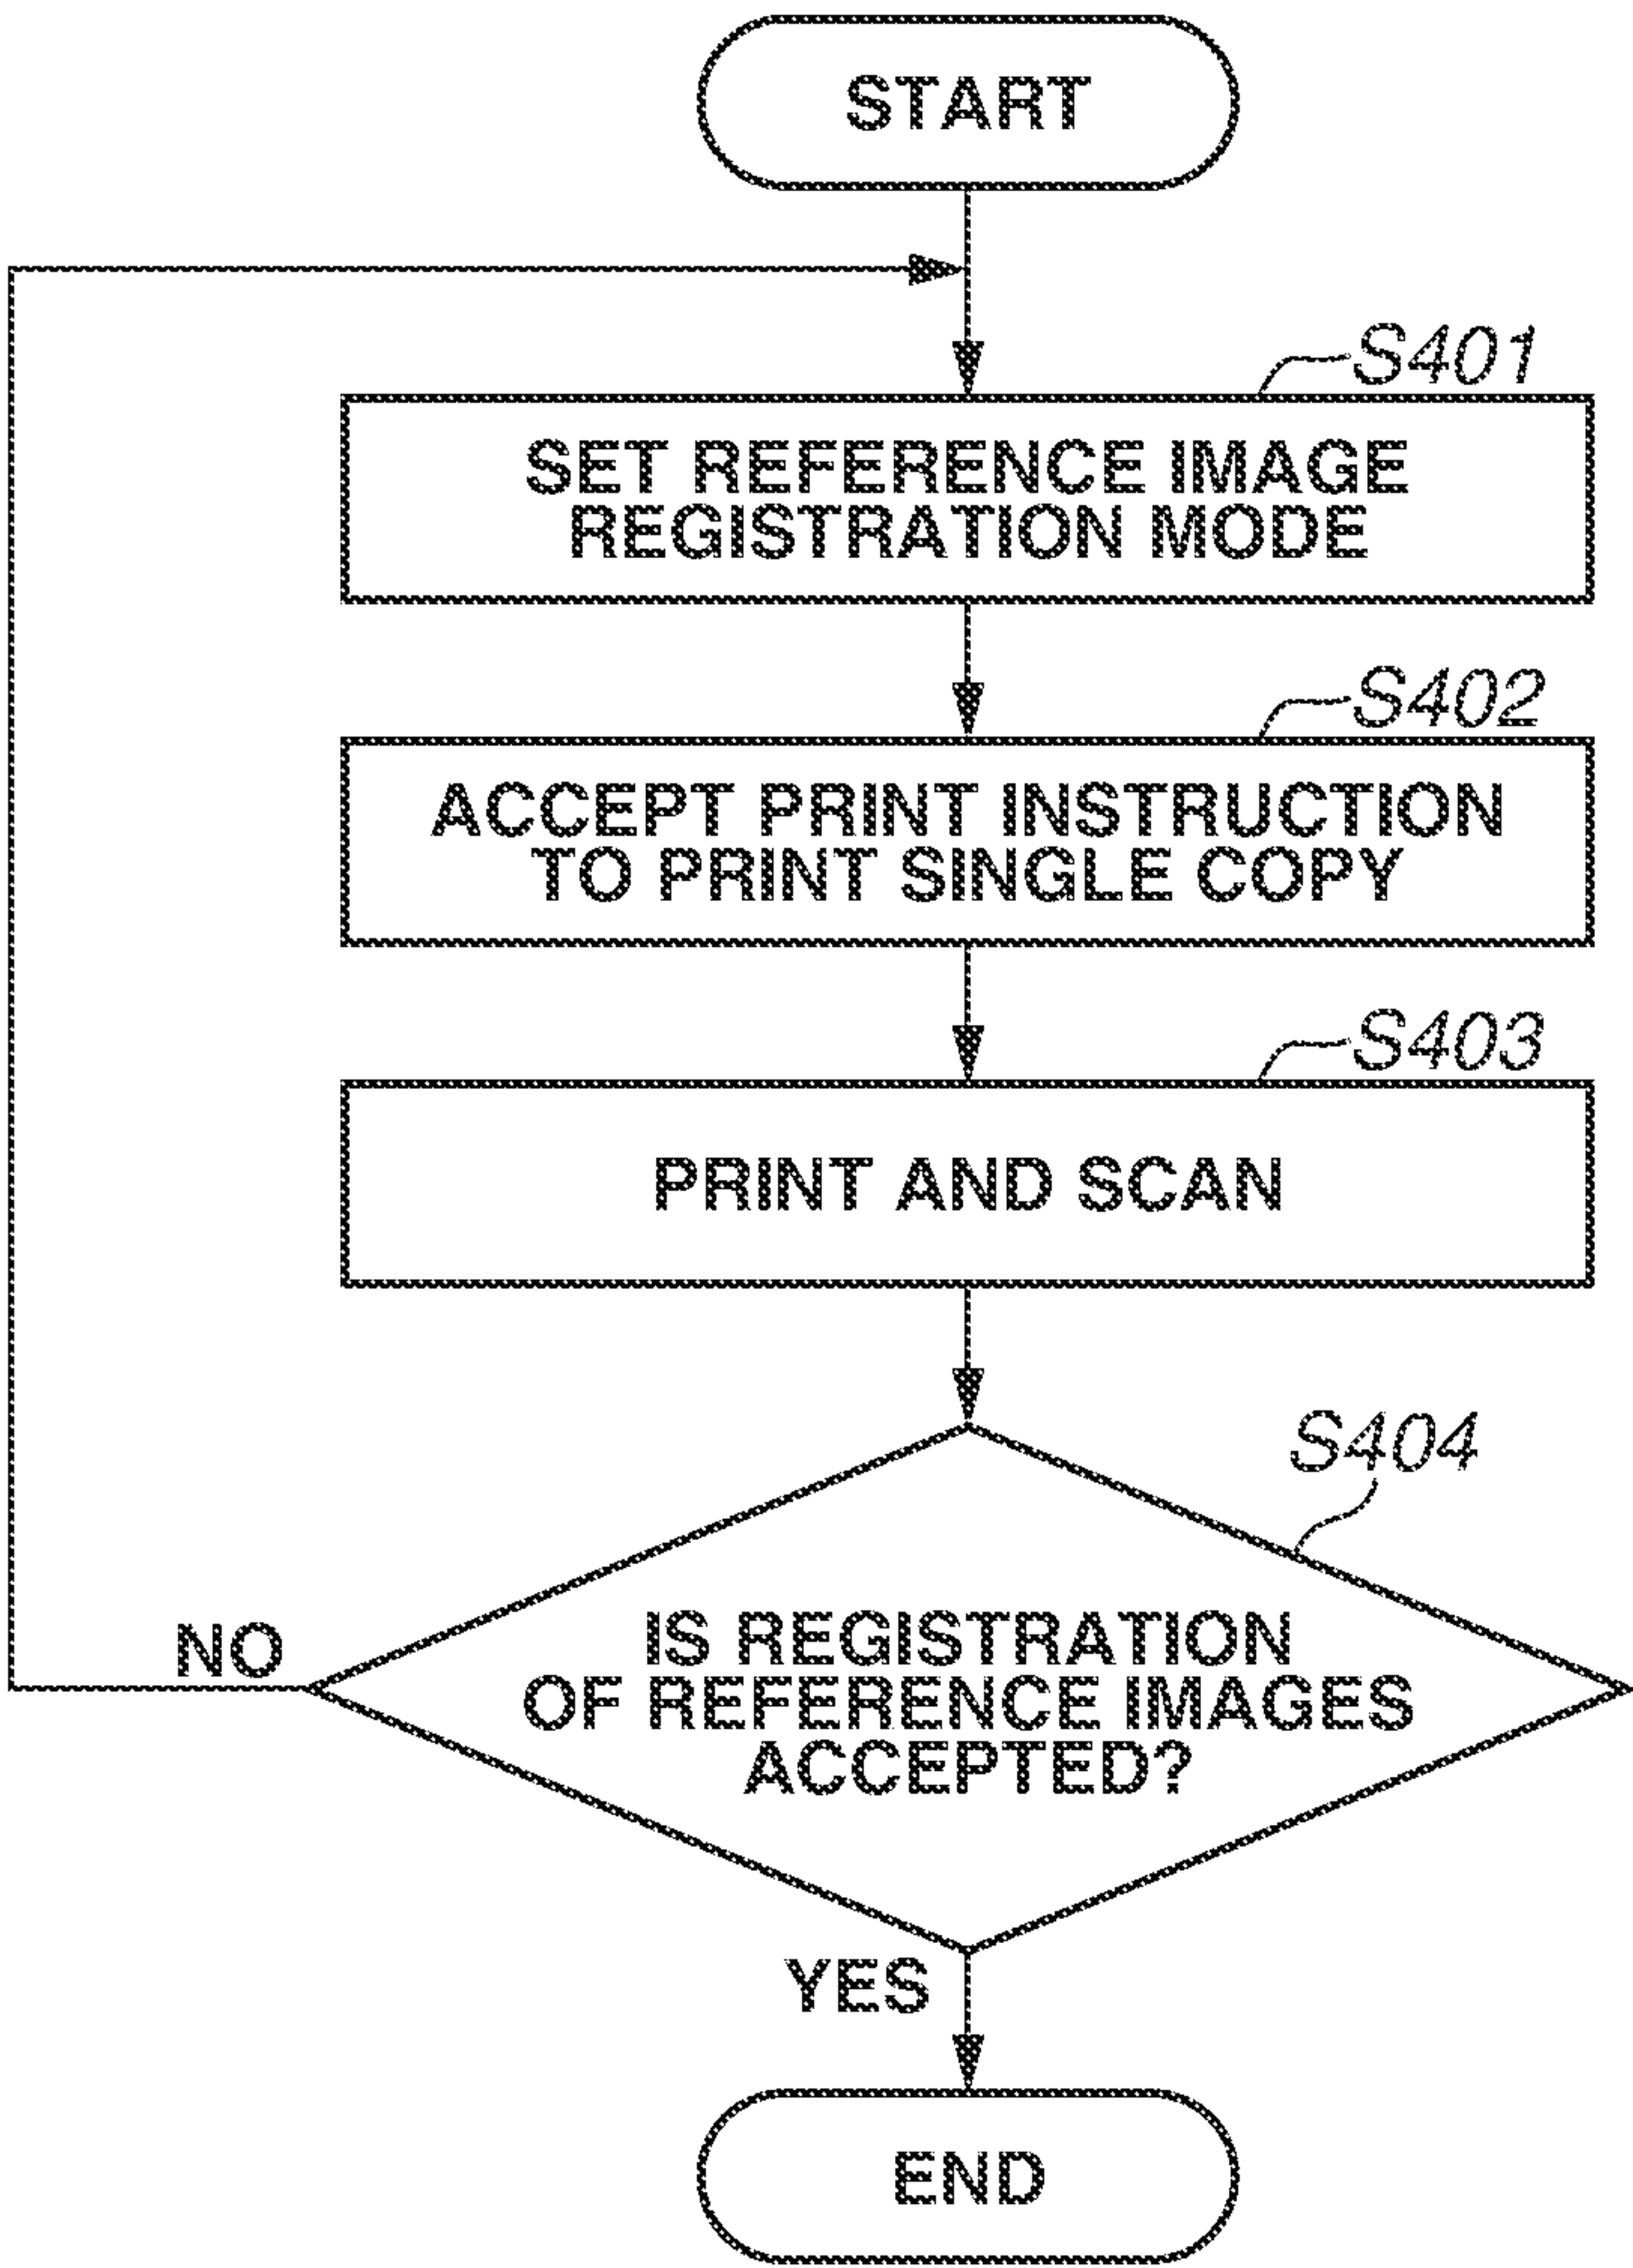 START
S401
SET REFERENCE IMAGE
REGISTRATION MODE
S402
ACCEPT PRINT INSTRUCTION
TO PRINT SINGLE COPY
S403
PRINT AND SCAN
S404
IS REGISTRATION
OF REFERENCE IMAGES
ACCEPTED?
NO
YES
END